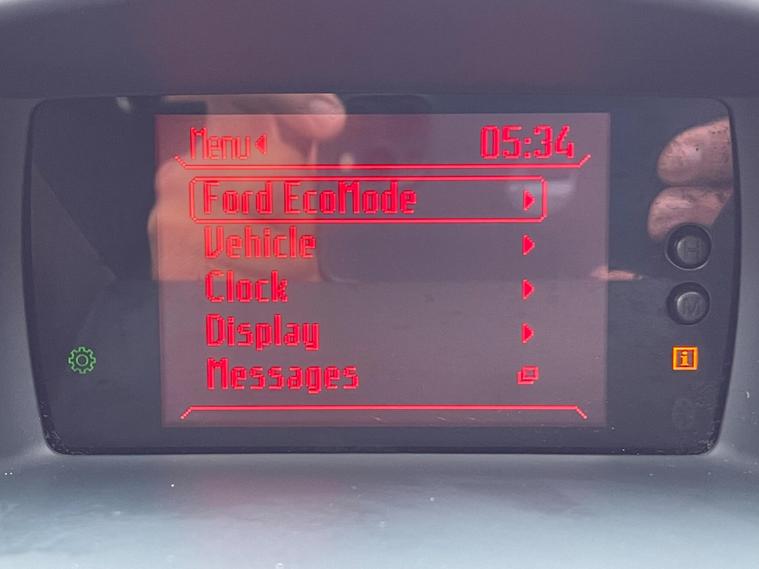 Menu 05:34
Ford EcoMode
Vehicle
Clock
Display
Messages
H
M
i